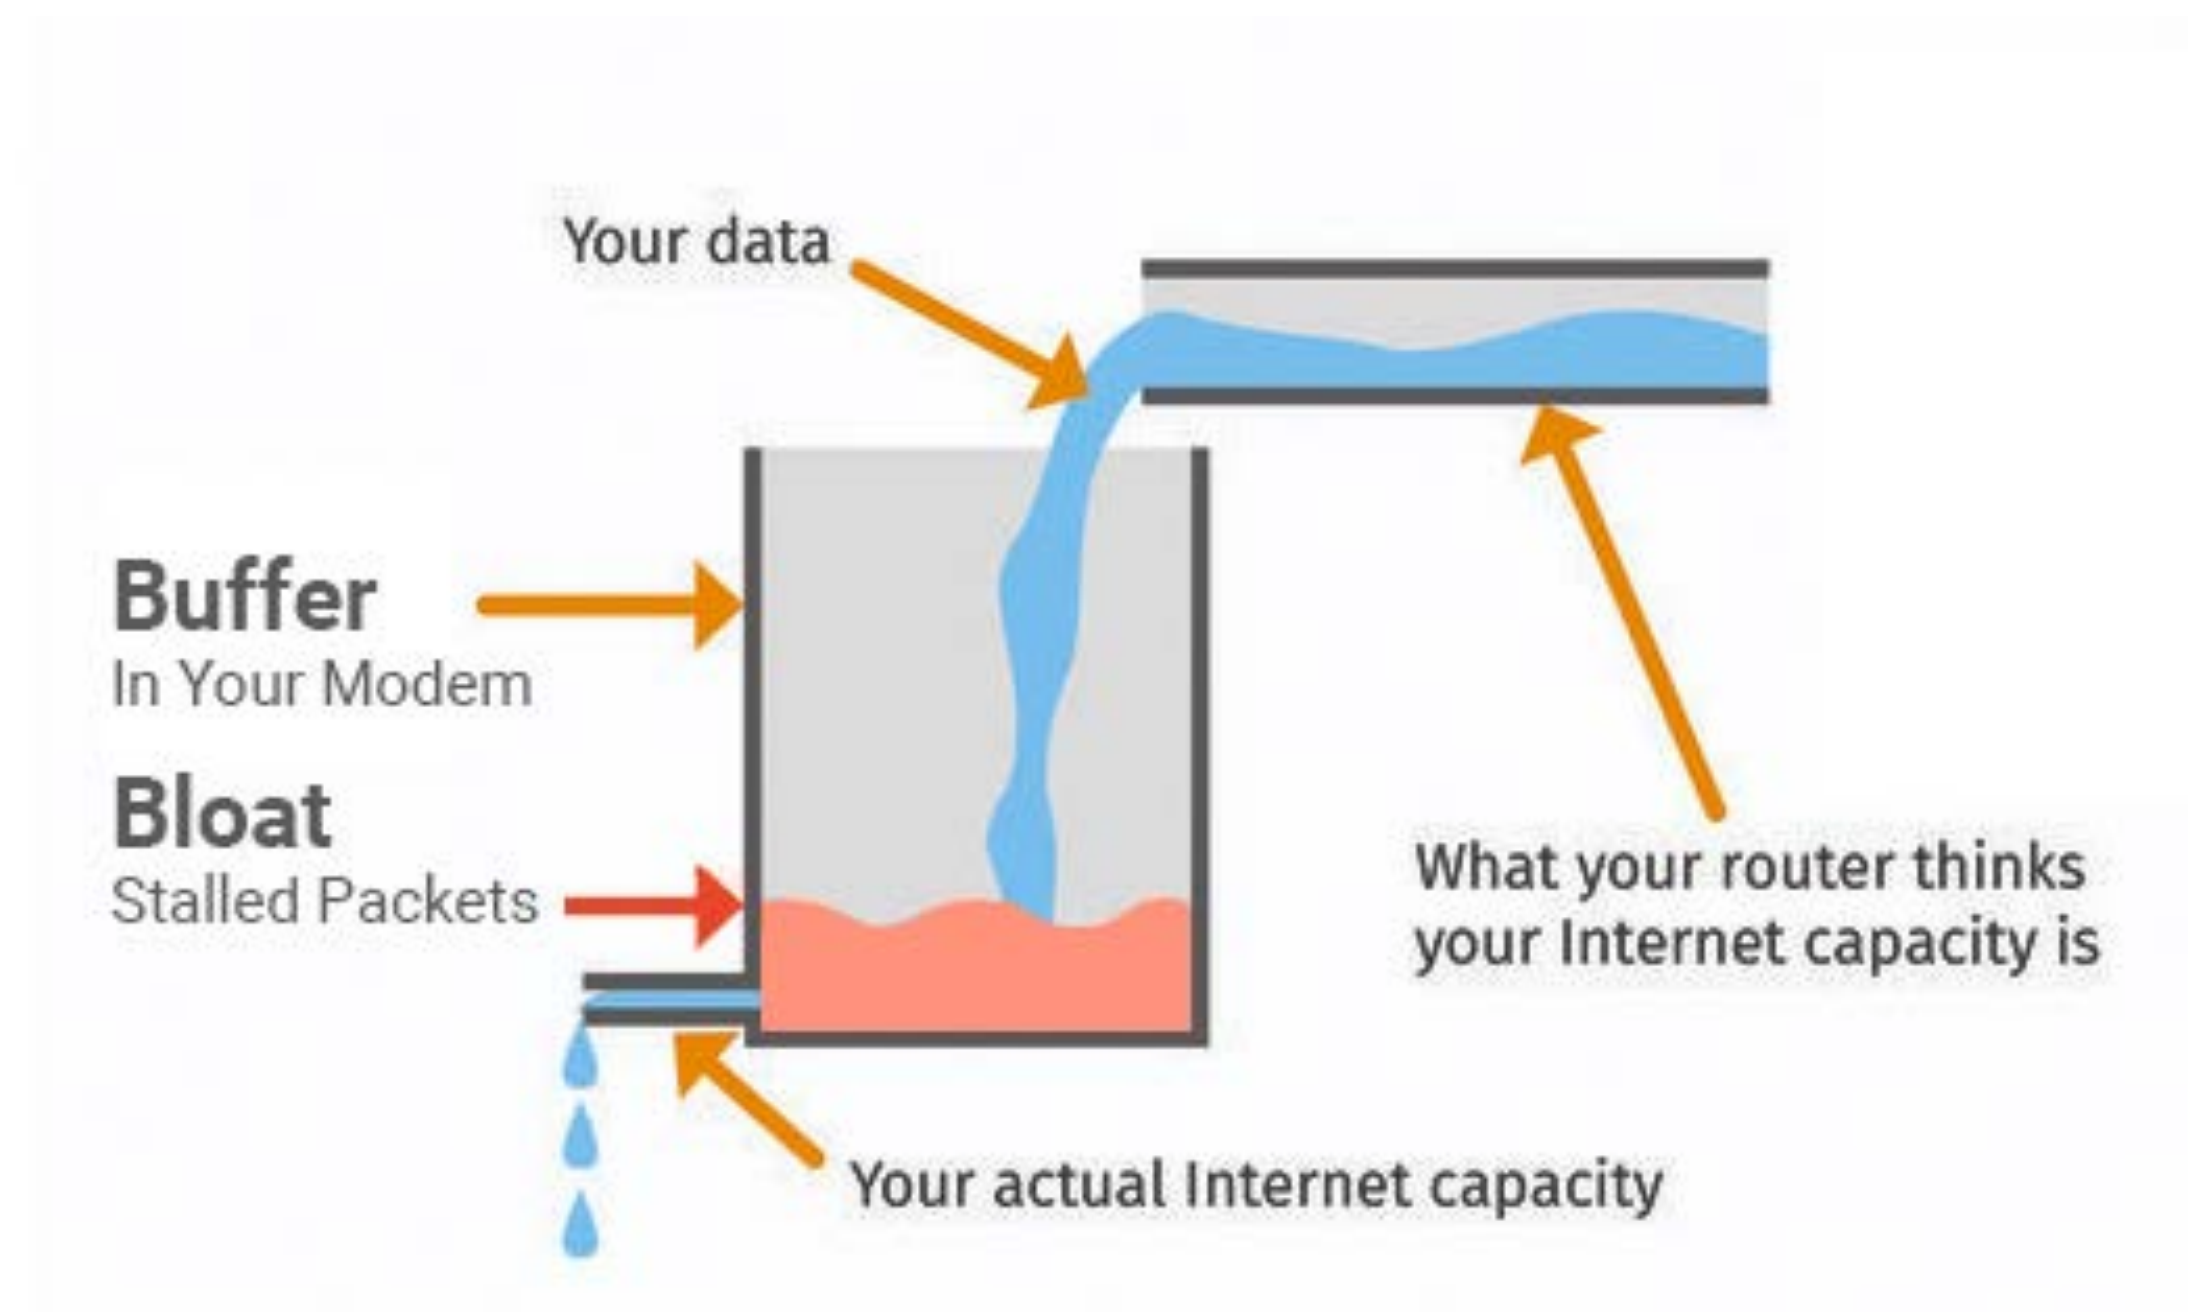 Your data
Buffer
In Your Modem
Bloat
Stalled Packets
What your router thinks
your Internet capacity is
Your actual Internet capacity